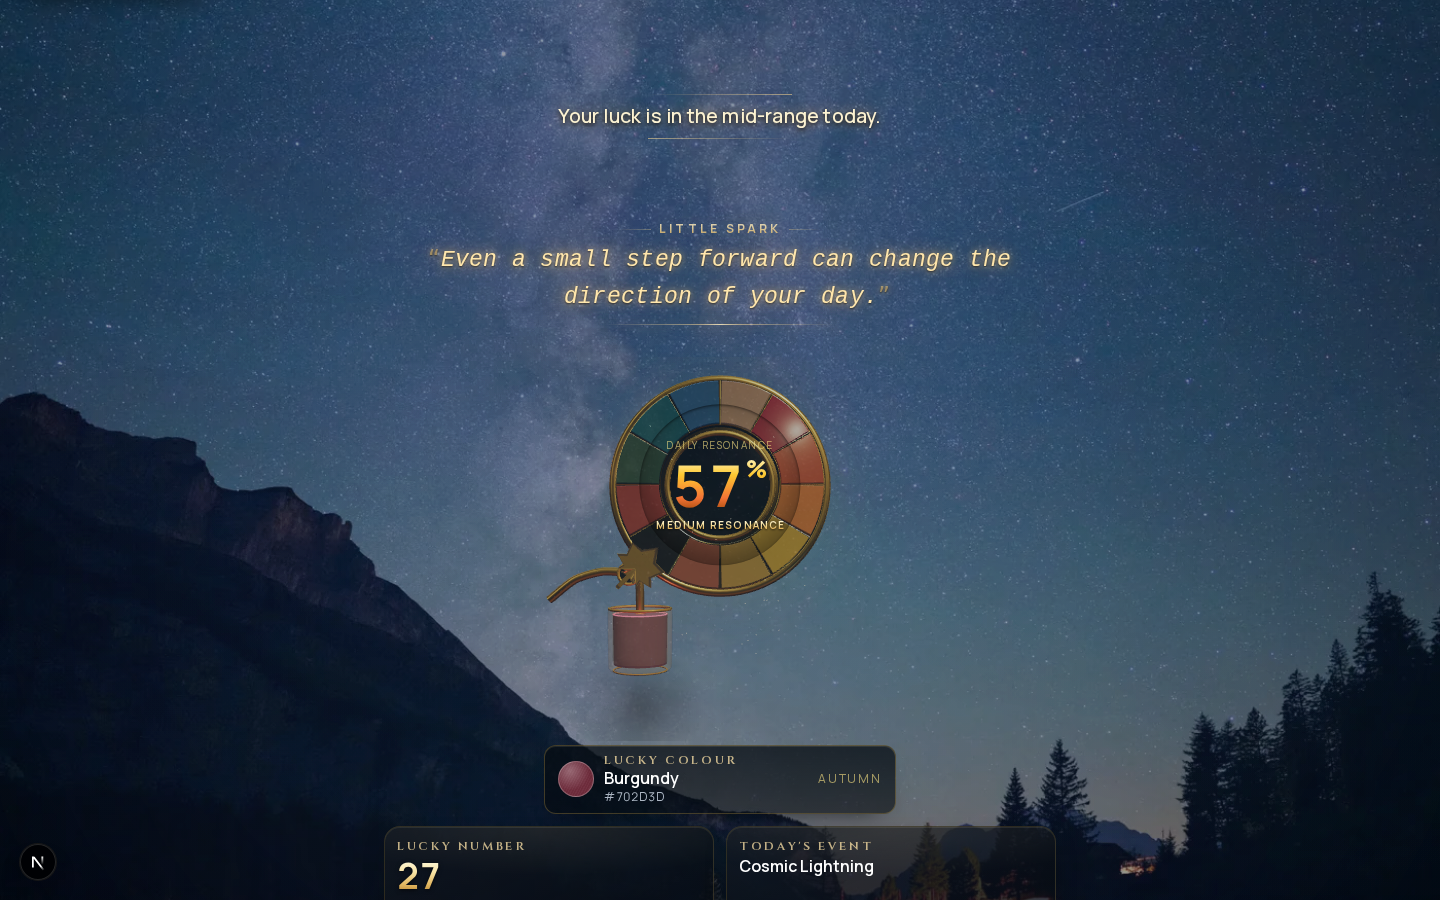 Your luck is in the mid-range today.
LITTLE SPARK
“Even a small step forward can change the
direction of your day.”
DAILY RESONANCE
57%
MEDIUM RESONANCE
LUCKY COLOUR
Burgundy
#702D3D
AUTUMN
LUCKY NUMBER
27
TODAY'S EVENT
Cosmic Lightning
N